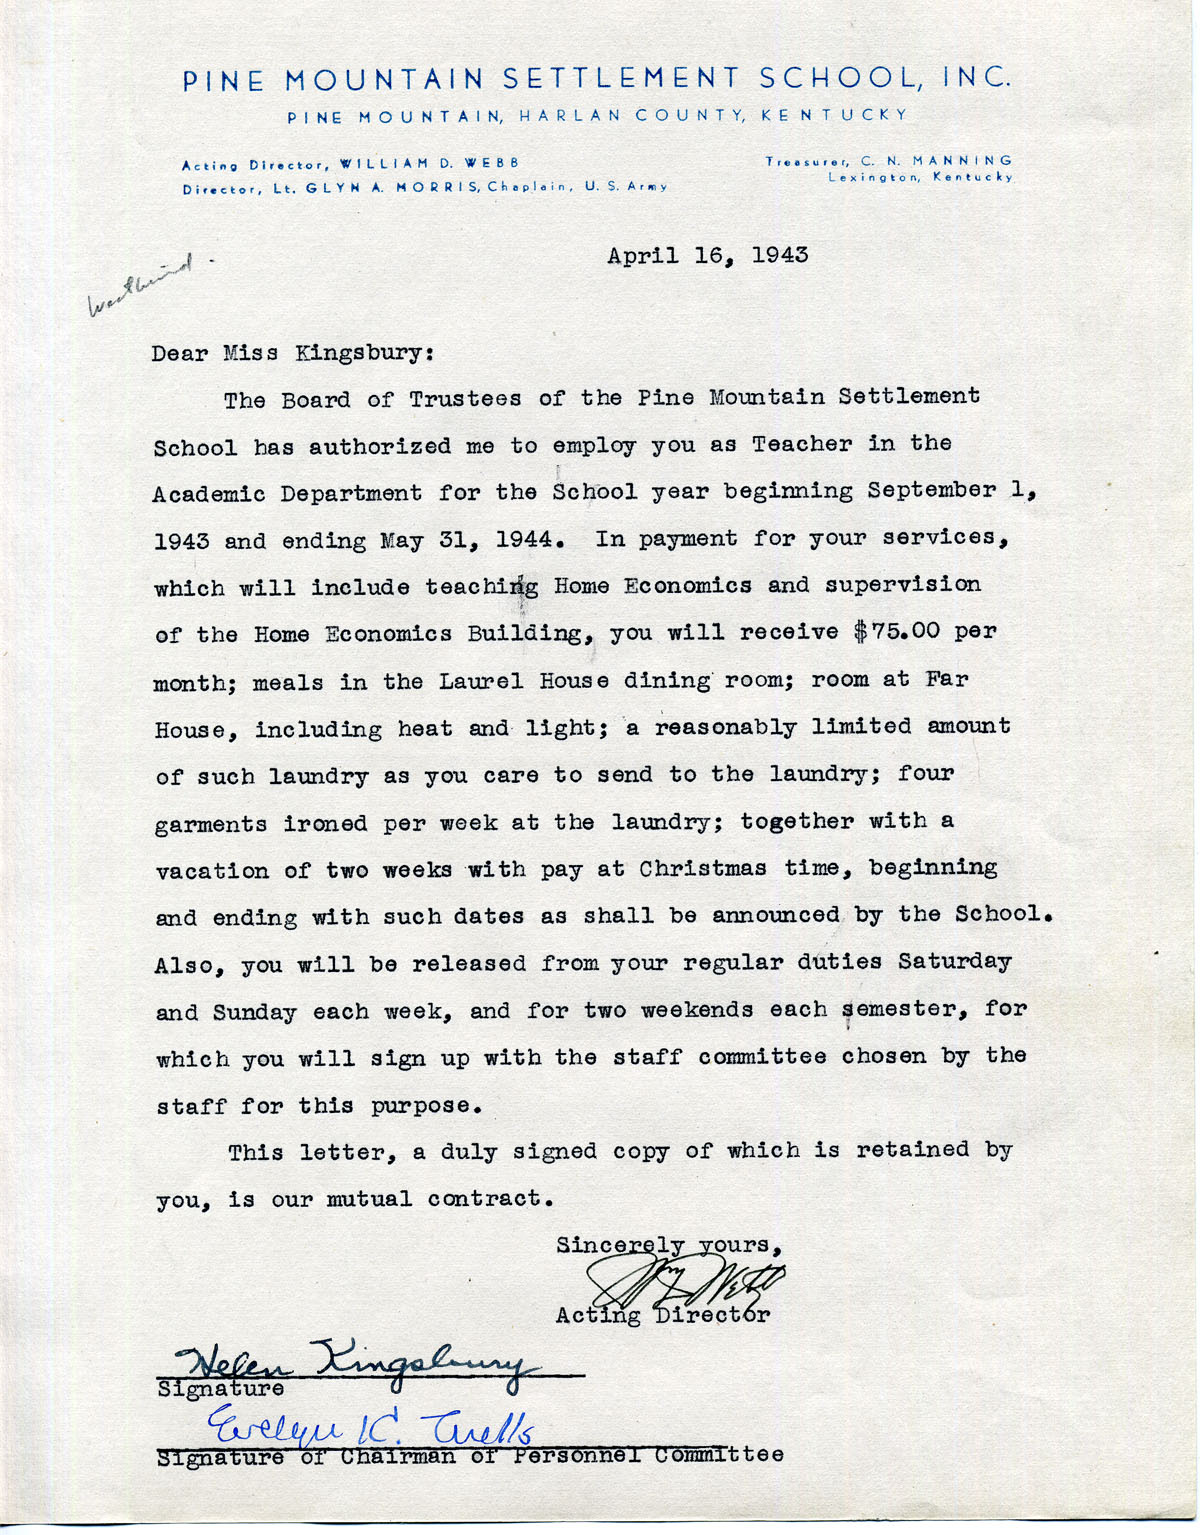 PINE MOUNTAIN SETTLEMENT SCHOOL, INC.
PINE MOUNTAIN, HARLAN COUNTY, KENTUCKY
Acting Director, WILLIAM D. WEBB
Director, Lt. GLYN A. MORRIS, Chaplain, U. S. Army
Treasurer, C. N. MANNING
Lexington, Kentucky
April 16, 1943
Dear Miss Kingsbury:
The Board of Trustees of the Pine Mountain Settlement
School has authorized me to employ you as Teacher in the
Academic Department for the School year beginning September 1,
1943 and ending May 31, 1944. In payment for your services,
which will include teaching Home Economics and supervision
of the Home Economics Building, you will receive $75.00 per
month; meals in the Laurel House dining room; room at Far
House, including heat and light; a reasonably limited amount
of such laundry as you care to send to the laundry; four
garments ironed per week at the laundry; together with a
vacation of two weeks with pay at Christmas time, beginning
and ending with such dates as shall be announced by the School.
Also, you will be released from your regular duties Saturday
and Sunday each week, and for two weekends each semester, for
which you will sign up with the staff committee chosen by the
staff for this purpose.
This letter, a duly signed copy of which is retained by
you, is our mutual contract.
Sincerely yours,
Wm Webb
Acting Director
Helen Kingsbury
Signature
Evelyn K. Wells
Signature of Chairman of Personnel Committee